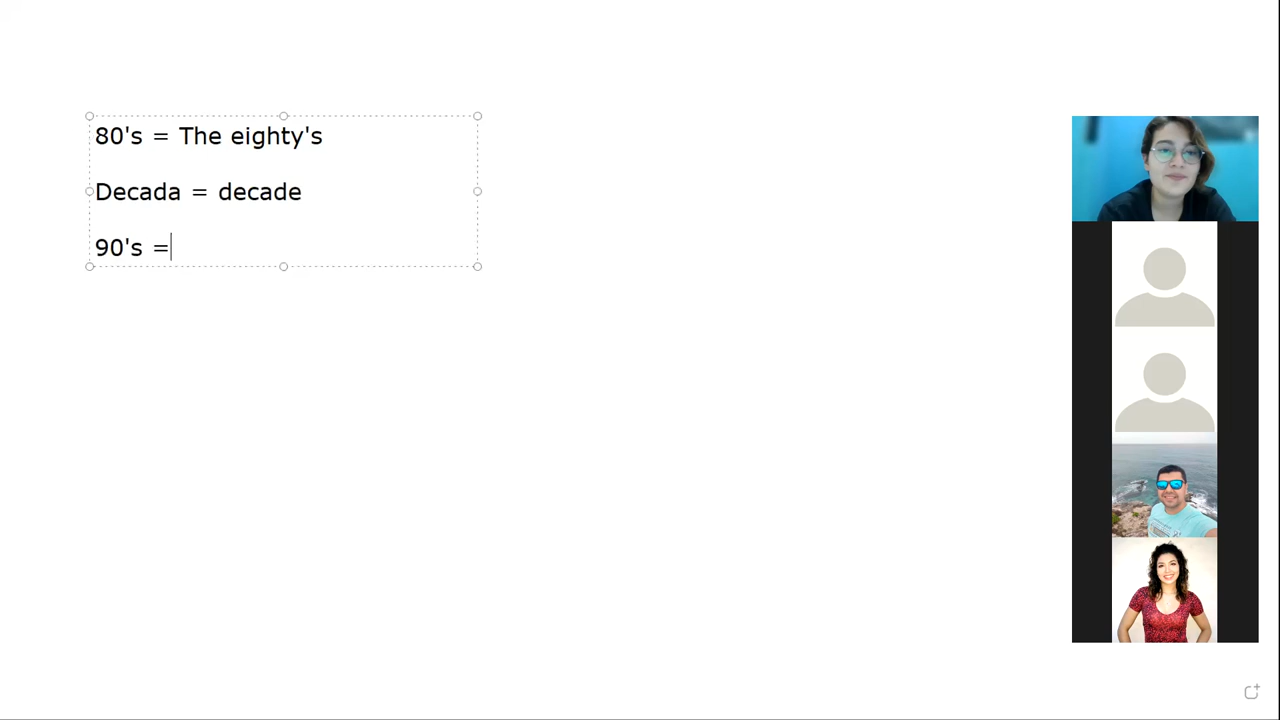 80's = The eighty's
Decada = decade
90's =